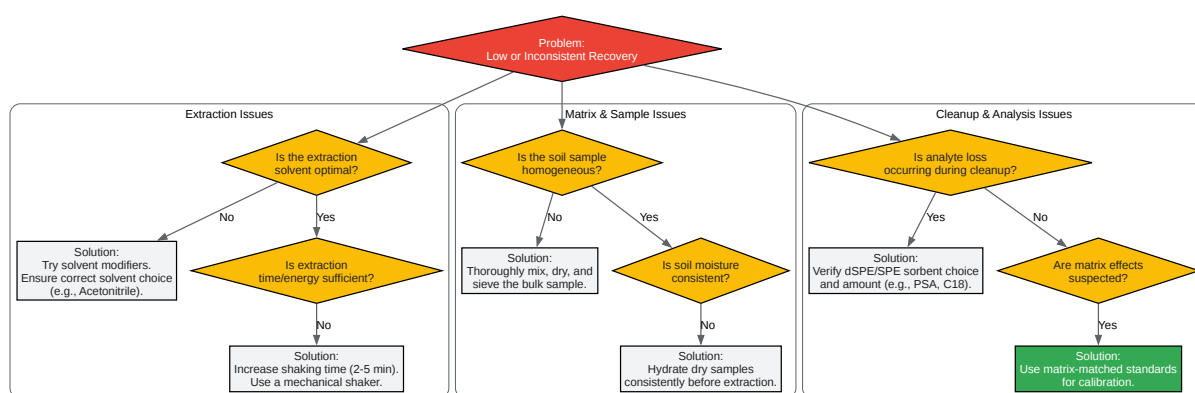 Problem:
Low or Inconsistent Recovery
Extraction Issues
Matrix & Sample Issues
Cleanup & Analysis Issues
Is the extraction
solvent optimal?
Is the soil sample
homogeneous?
Is analyte loss
occurring during cleanup?
No
Yes
No
Yes
Yes
No
Solution:
Try solvent modifiers.
Ensure correct solvent choice
(e.g., Acetonitrile).
Is extraction
time/energy sufficient?
Solution:
Thoroughly mix, dry, and
sieve the bulk sample.
Is soil moisture
consistent?
Solution:
Verify dSPE/SPE sorbent choice
and amount (e.g., PSA, C18).
Are matrix effects
suspected?
No
No
Yes
Solution:
Increase shaking time (2-5 min).
Use a mechanical shaker.
Solution:
Hydrate dry samples
consistently before extraction.
Solution:
Use matrix-matched standards
for calibration.